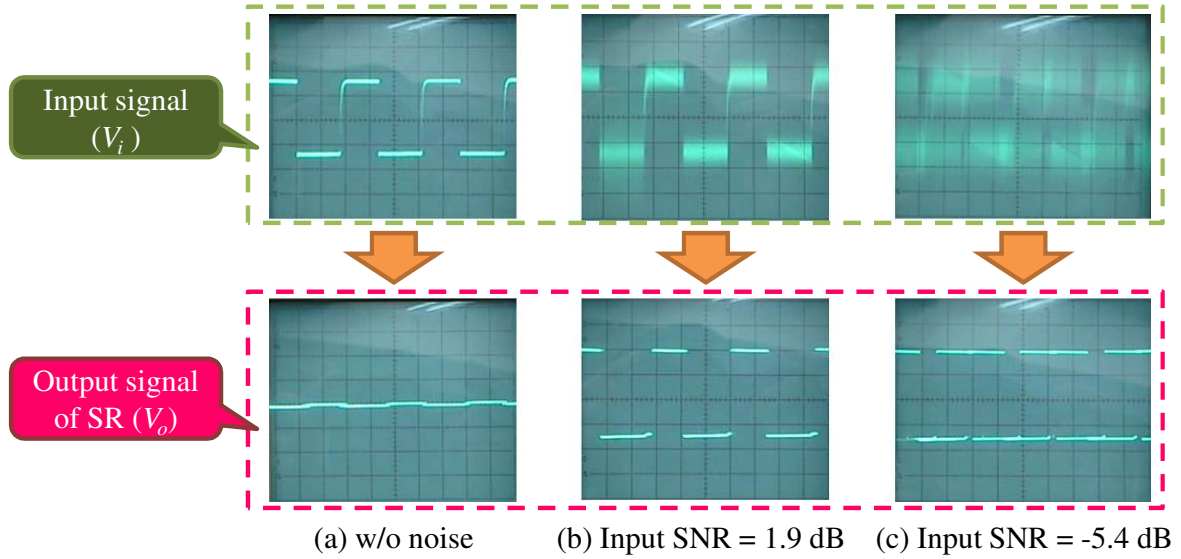 Input signal
(Vi )
Output signal
of SR (Vo)
(a) w/o noise
(b) Input SNR = 1.9 dB
(c) Input SNR = -5.4 dB